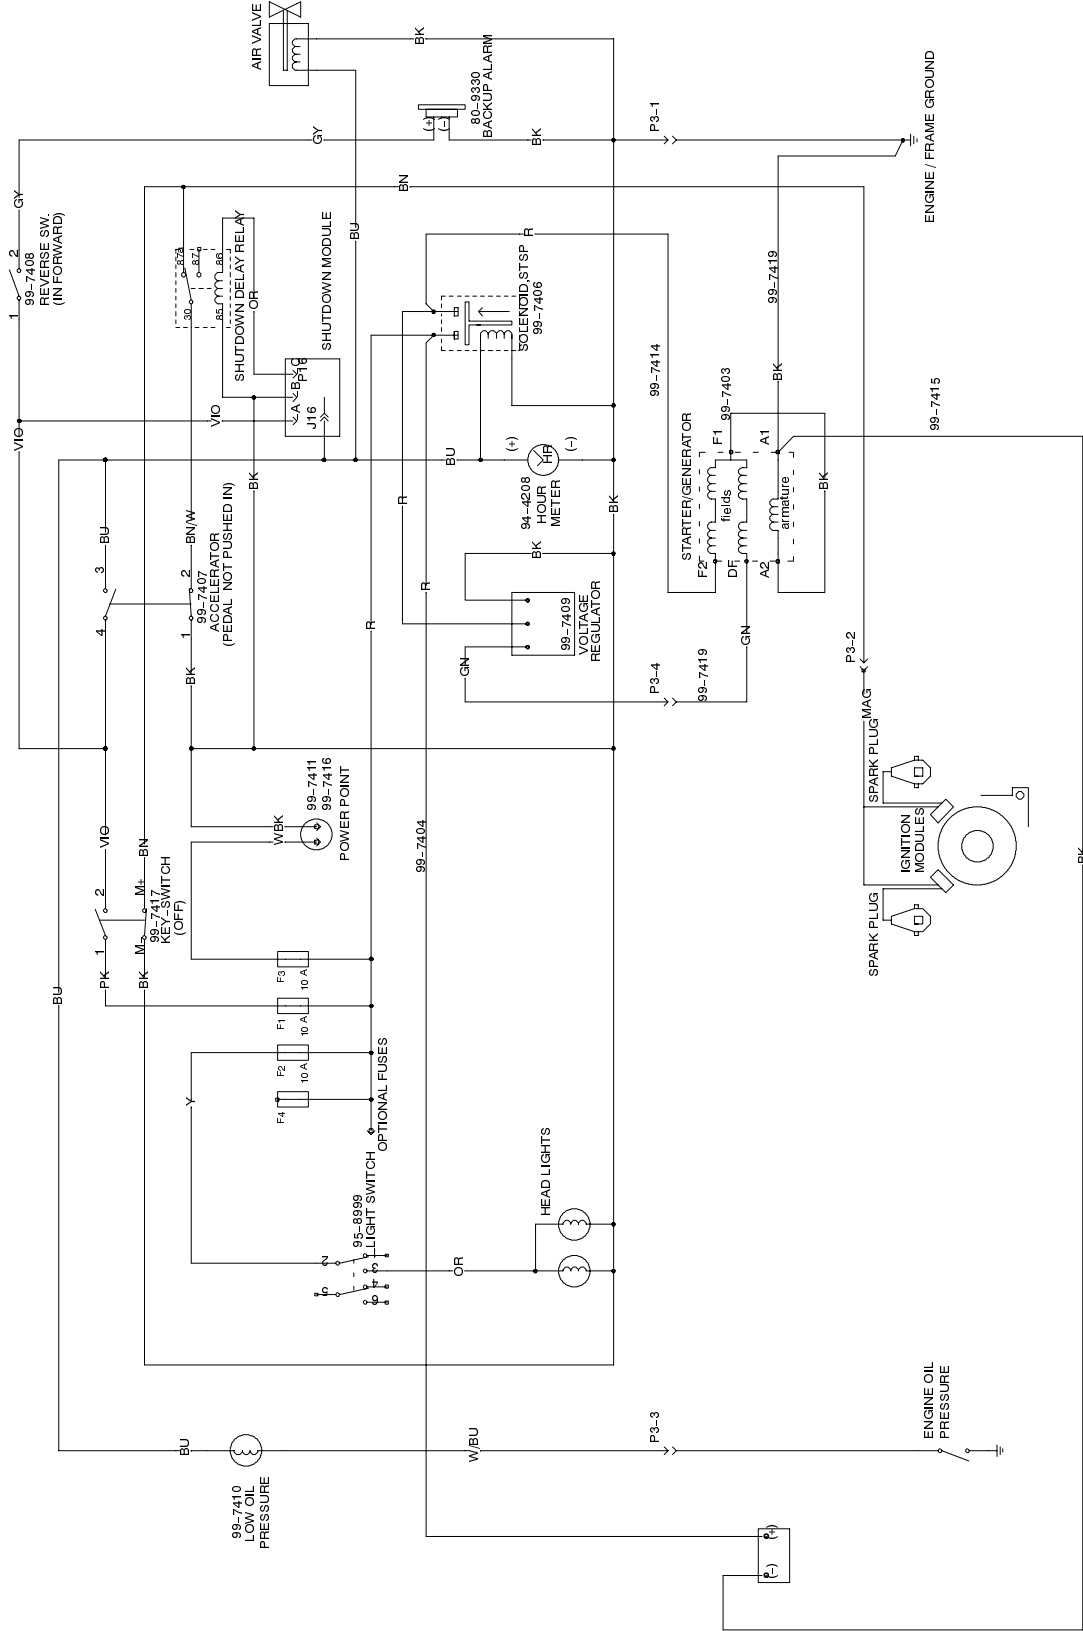 AIR VALVE
BK
80-9330
BACKUP ALARM
(+)
(-)
GY
BK
P3-1
ENGINE / FRAME GROUND
GY
2
99-7408
REVERSE SW.
(IN FORWARD)
1
BN
BU
87a
87
86
30
85
SHUTDOWN DELAY RELAY
OR
SHUTDOWN MODULE
R
SOLENOID,STSP
99-7406
99-7419
C
P16
B
A
J16
VIO
VIO
99-7414
99-7403
BK
99-7415
STARTER/GENERATOR
F1
A1
fields
armature
F2
DF
A2
BK
BU
(+)
HR
(-)
94-4208
HOUR
METER
BK
BK
R
BU
3
4
BN/W
2
99-7407
ACCELERATOR
(PEDAL NOT PUSHED IN)
1
BK
BK
R
R
99-7409
VOLTAGE
REGULATOR
GN
P3-4
99-7419
GN
P3-2
MAG
SPARK PLUG
IGNITION
MODULES
SPARK PLUG
99-7411
99-7416
POWER POINT
WBK
99-7404
VIO
BN
2
M+
99-7417
KEY-SWITCH
(OFF)
1
M-
PK
BK
BU
F3
10 A
F1
10 A
F2
10 A
F4
OPTIONAL FUSES
Y
95-8999
LIGHT SWITCH
2
3
4
5
6
OR
HEAD LIGHTS
BK
BU
99-7410
LOW OIL
PRESSURE
W/BU
P3-3
ENGINE OIL
PRESSURE
(+)
(-)